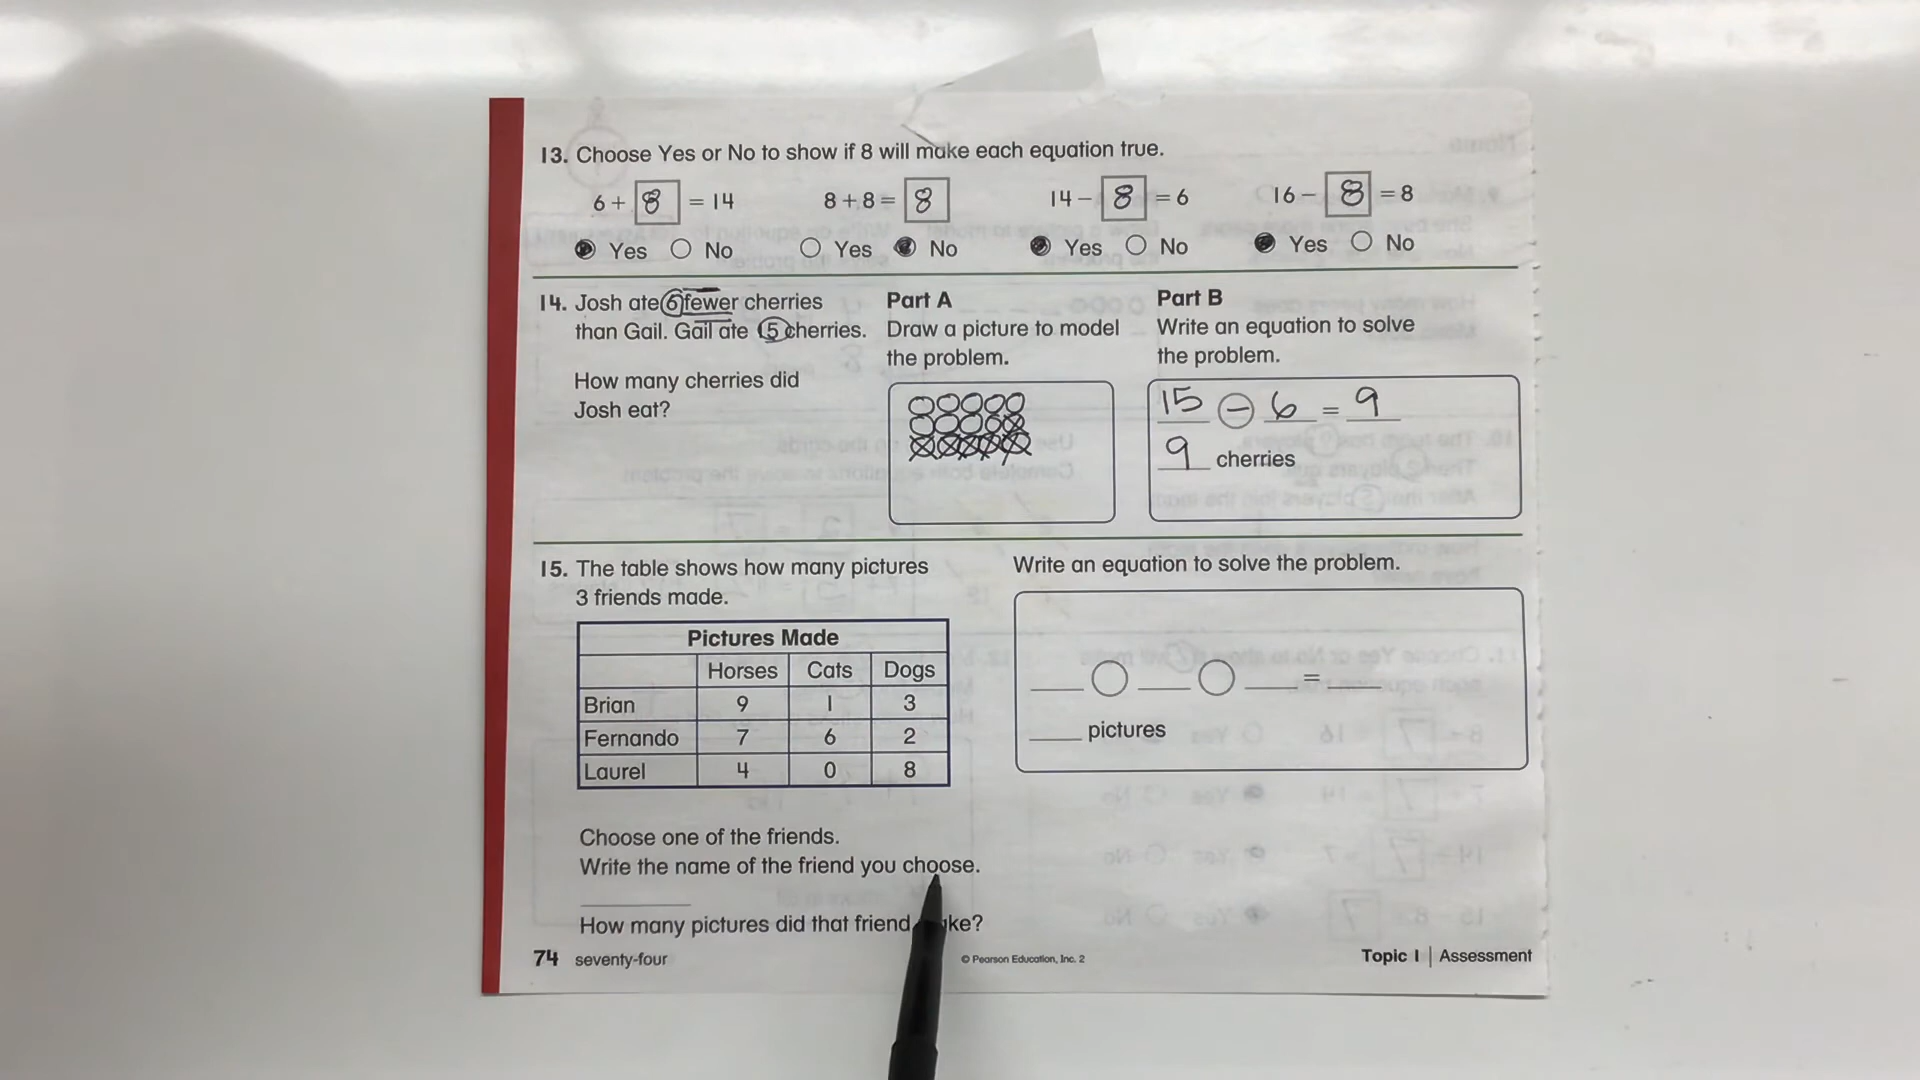 13. Choose Yes or No to show if 8 will make each equation true.
6 + 8 = 14 8 + 8 = 8 14 − 8 = 6 16 − 8 = 8
Yes No Yes No Yes No Yes No
14. Josh ate 6 fewer cherries
than Gail. Gail ate 15 cherries.
How many cherries did
Josh eat?
Part A
Draw a picture to model
the problem.
Part B
Write an equation to solve
the problem.
15 − 6 = 9
9 cherries
15. The table shows how many pictures
3 friends made.
Pictures Made
Horses Cats Dogs
Brian 9 1 3
Fernando 7 6 2
Laurel 4 0 8
Choose one of the friends.
Write the name of the friend you choose.
How many pictures did that friend
Write an equation to solve the problem.
=
pictures
74 seventy-four
© Pearson Education, Inc. 2
Topic 1 | Assessment